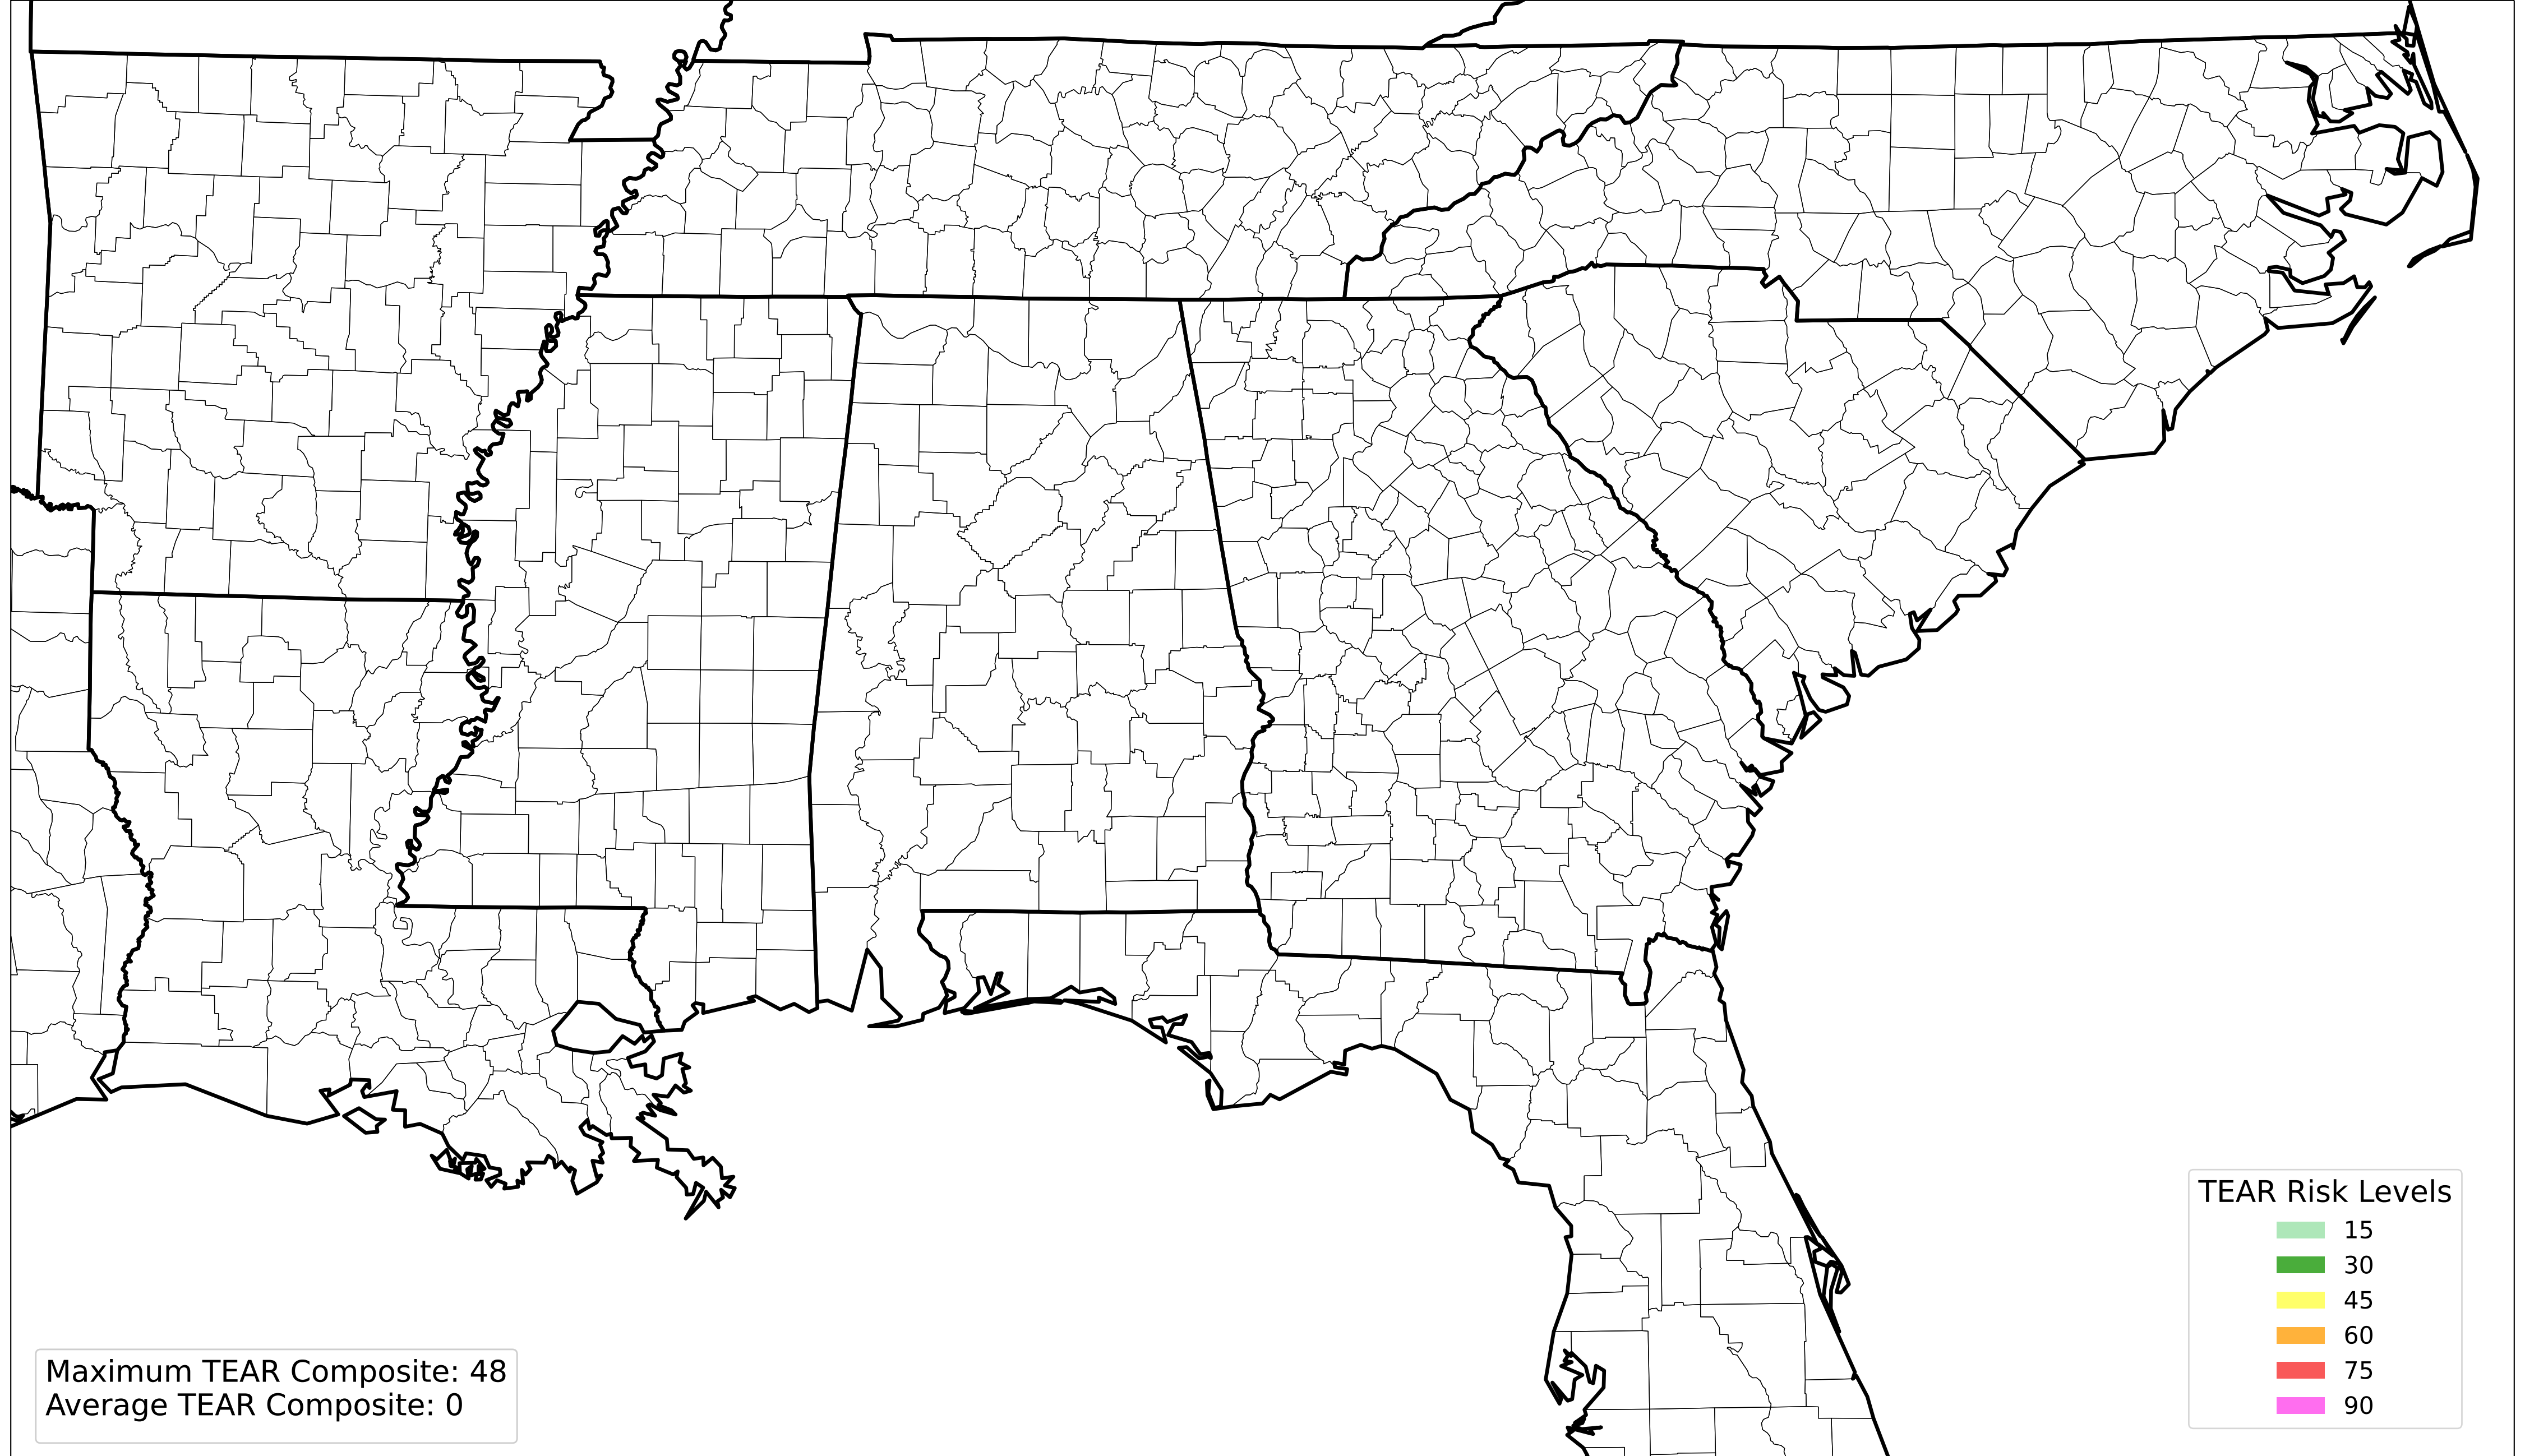 TEAR Risk Levels
15
30
45
60
75
90
Maximum TEAR Composite: 48
Average TEAR Composite: 0